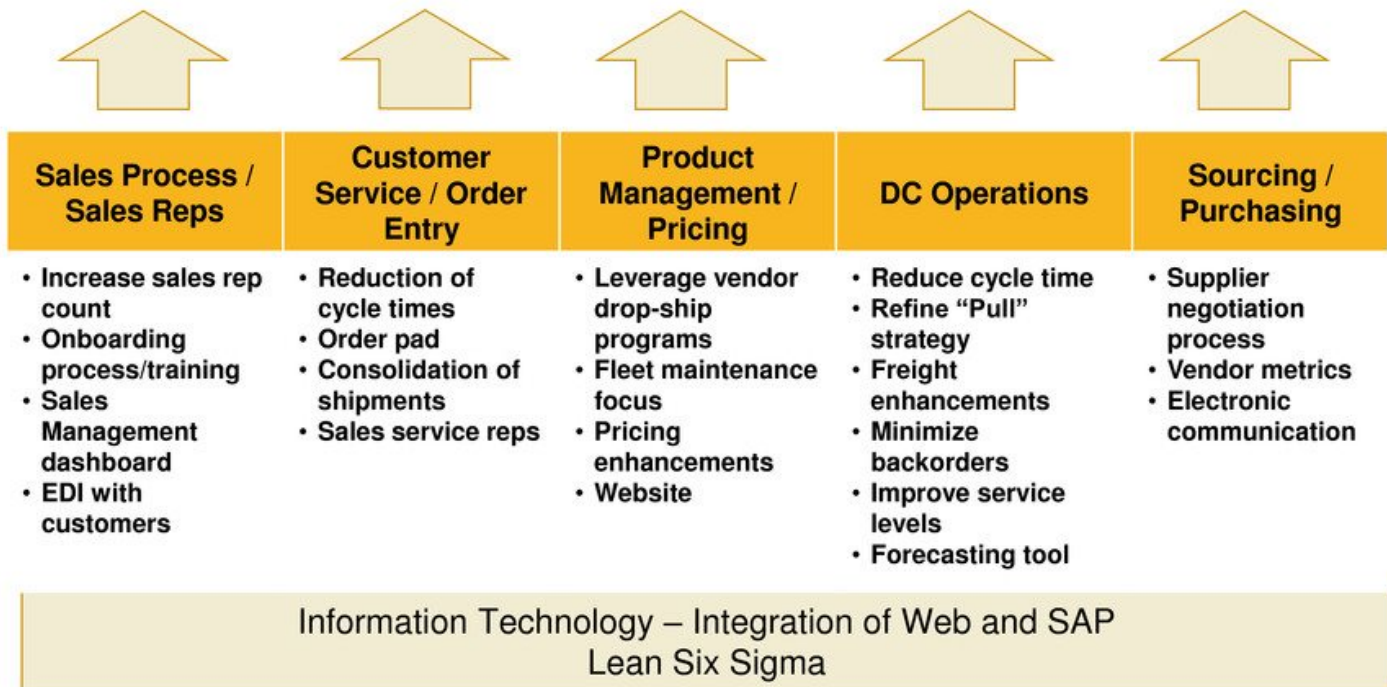 Sales Process /
Sales Reps
• Increase sales rep
count
• Onboarding
process/training
• Sales
Management
dashboard
• EDI with
customers
Customer
Service / Order
Entry
• Reduction of
cycle times
• Order pad
• Consolidation of
shipments
• Sales service reps
Product
Management /
Pricing
• Leverage vendor
drop-ship
programs
• Fleet maintenance
focus
• Pricing
enhancements
• Website
DC Operations
• Reduce cycle time
• Refine “Pull”
strategy
• Freight
enhancements
• Minimize
backorders
• Improve service
levels
• Forecasting tool
Sourcing /
Purchasing
• Supplier
negotiation
process
• Vendor metrics
• Electronic
communication
Information Technology – Integration of Web and SAP
Lean Six Sigma